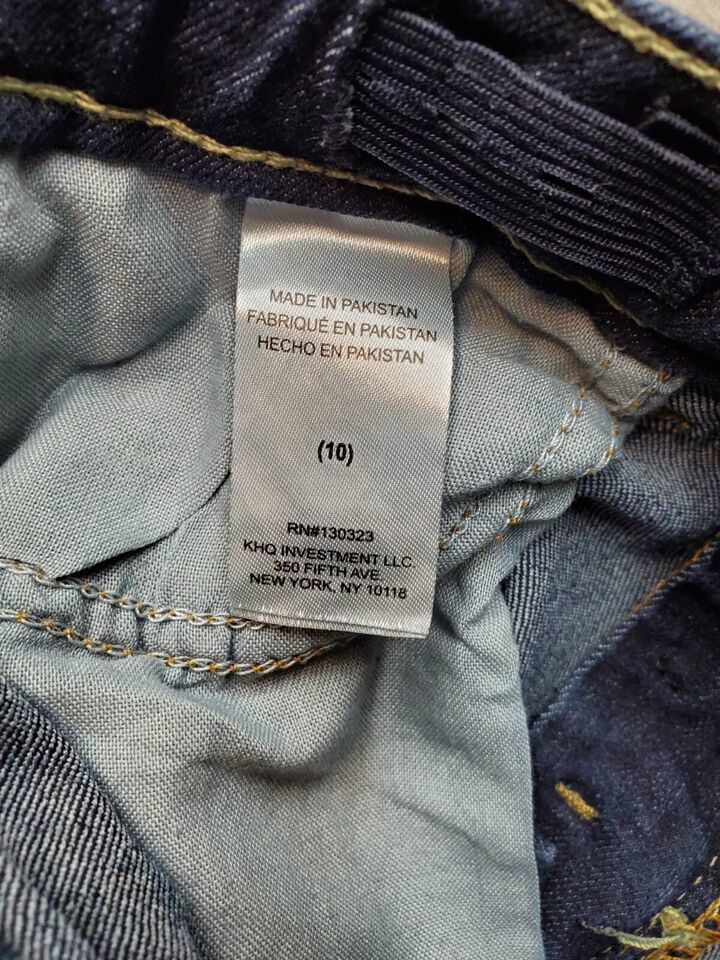 MADE IN PAKISTAN
FABRIQUÉ EN PAKISTAN
HECHO EN PAKISTAN
(10)
RN#130323
KHQ INVESTMENT LLC.
350 FIFTH AVE.
NEW YORK, NY 10118